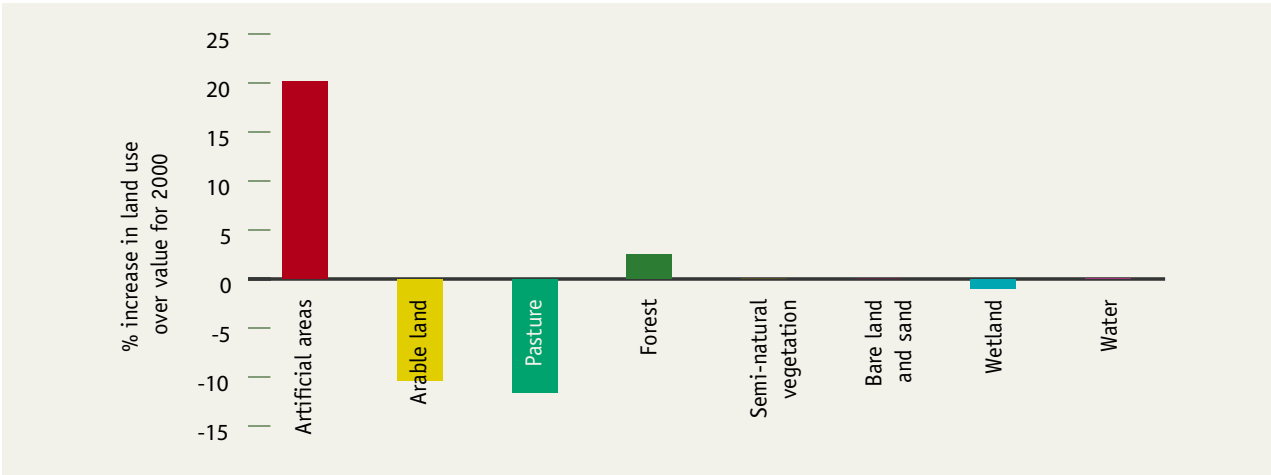 % increase in land use
over value for 2000
25
20
15
10
5
0
-5
-10
-15
Artificial areas
Arable land
Pasture
Forest
Semi-natural
vegetation
Bare land
and sand
Wetland
Water